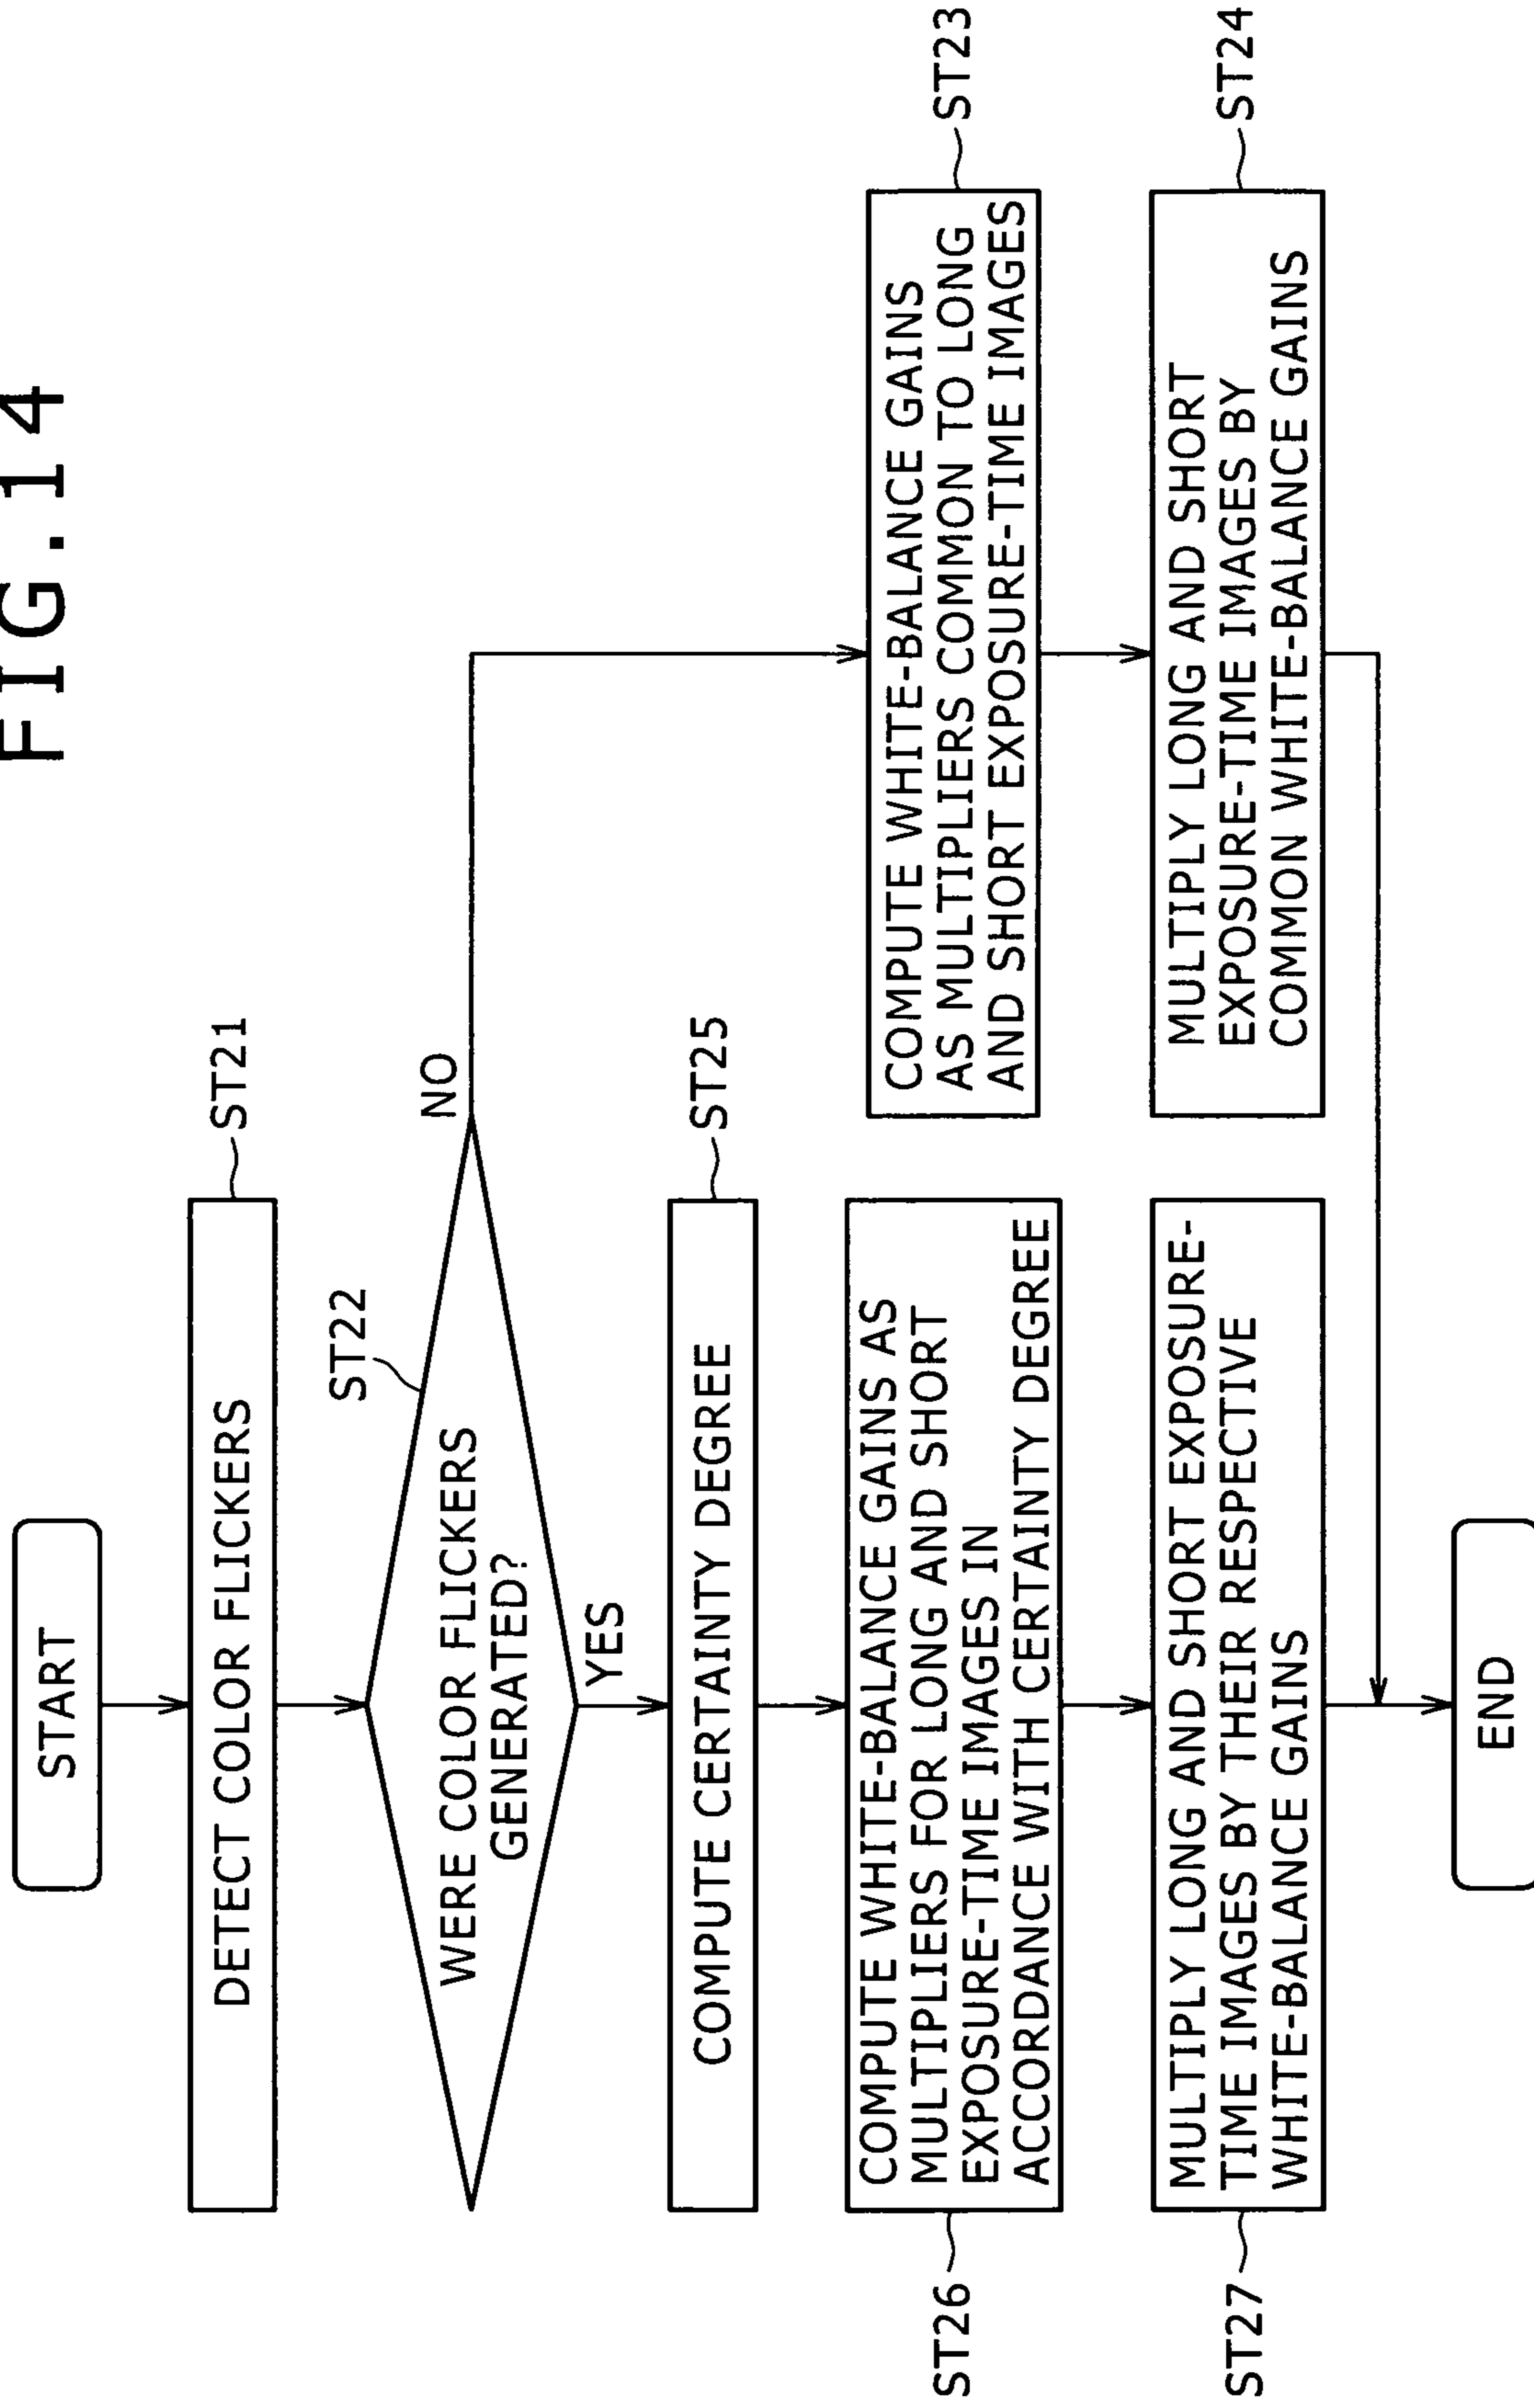 FIG.14
START
DETECT COLOR FLICKERS
ST21
ST22
WERE COLOR FLICKERS
GENERATED?
NO
YES
COMPUTE CERTAINTY DEGREE
ST25
COMPUTE WHITE-BALANCE GAINS AS
MULTIPLIERS FOR LONG AND SHORT
EXPOSURE-TIME IMAGES IN
ACCORDANCE WITH CERTAINTY DEGREE
ST26
COMPUTE WHITE-BALANCE GAINS
AS MULTIPLIERS COMMON TO LONG
AND SHORT EXPOSURE-TIME IMAGES
ST23
MULTIPLY LONG AND SHORT EXPOSURE-
TIME IMAGES BY THEIR RESPECTIVE
WHITE-BALANCE GAINS
ST27
MULTIPLY LONG AND SHORT
EXPOSURE-TIME IMAGES BY
COMMON WHITE-BALANCE GAINS
ST24
END